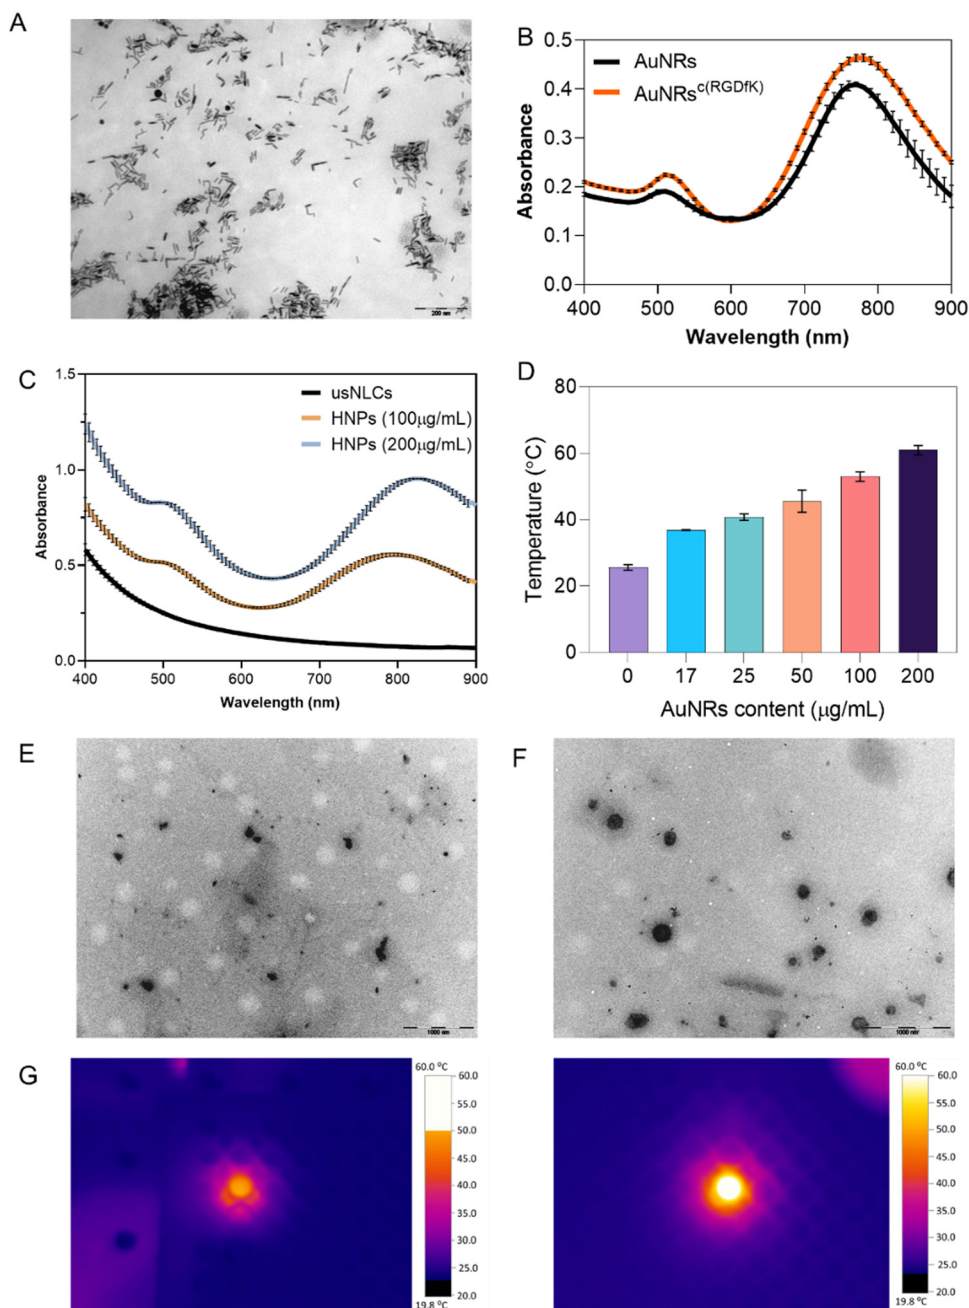 A
200 nm
B
0.5
0.4
0.3
0.2
0.1
0.0
Absorbance
AuNRs
AuNRsc(RGDfK)
400 500 600 700 800 900
Wavelength (nm)
C
1.5
1.0
0.5
0.0
Absorbance
usNLCs
HNPs (100µg/mL)
HNPs (200µg/mL)
400 500 600 700 800 900
Wavelength (nm)
D
80
60
40
20
0
Temperature (°C)
0 17 25 50 100 200
AuNRs content (µg/mL)
E
1000 nm
F
1000 nm
G
60.0 °C
60.0
55.0
50.0
45.0
40.0
35.0
30.0
25.0
20.0
19.8 °C
60.0 °C
60.0
55.0
50.0
45.0
40.0
35.0
30.0
25.0
20.0
19.8 °C